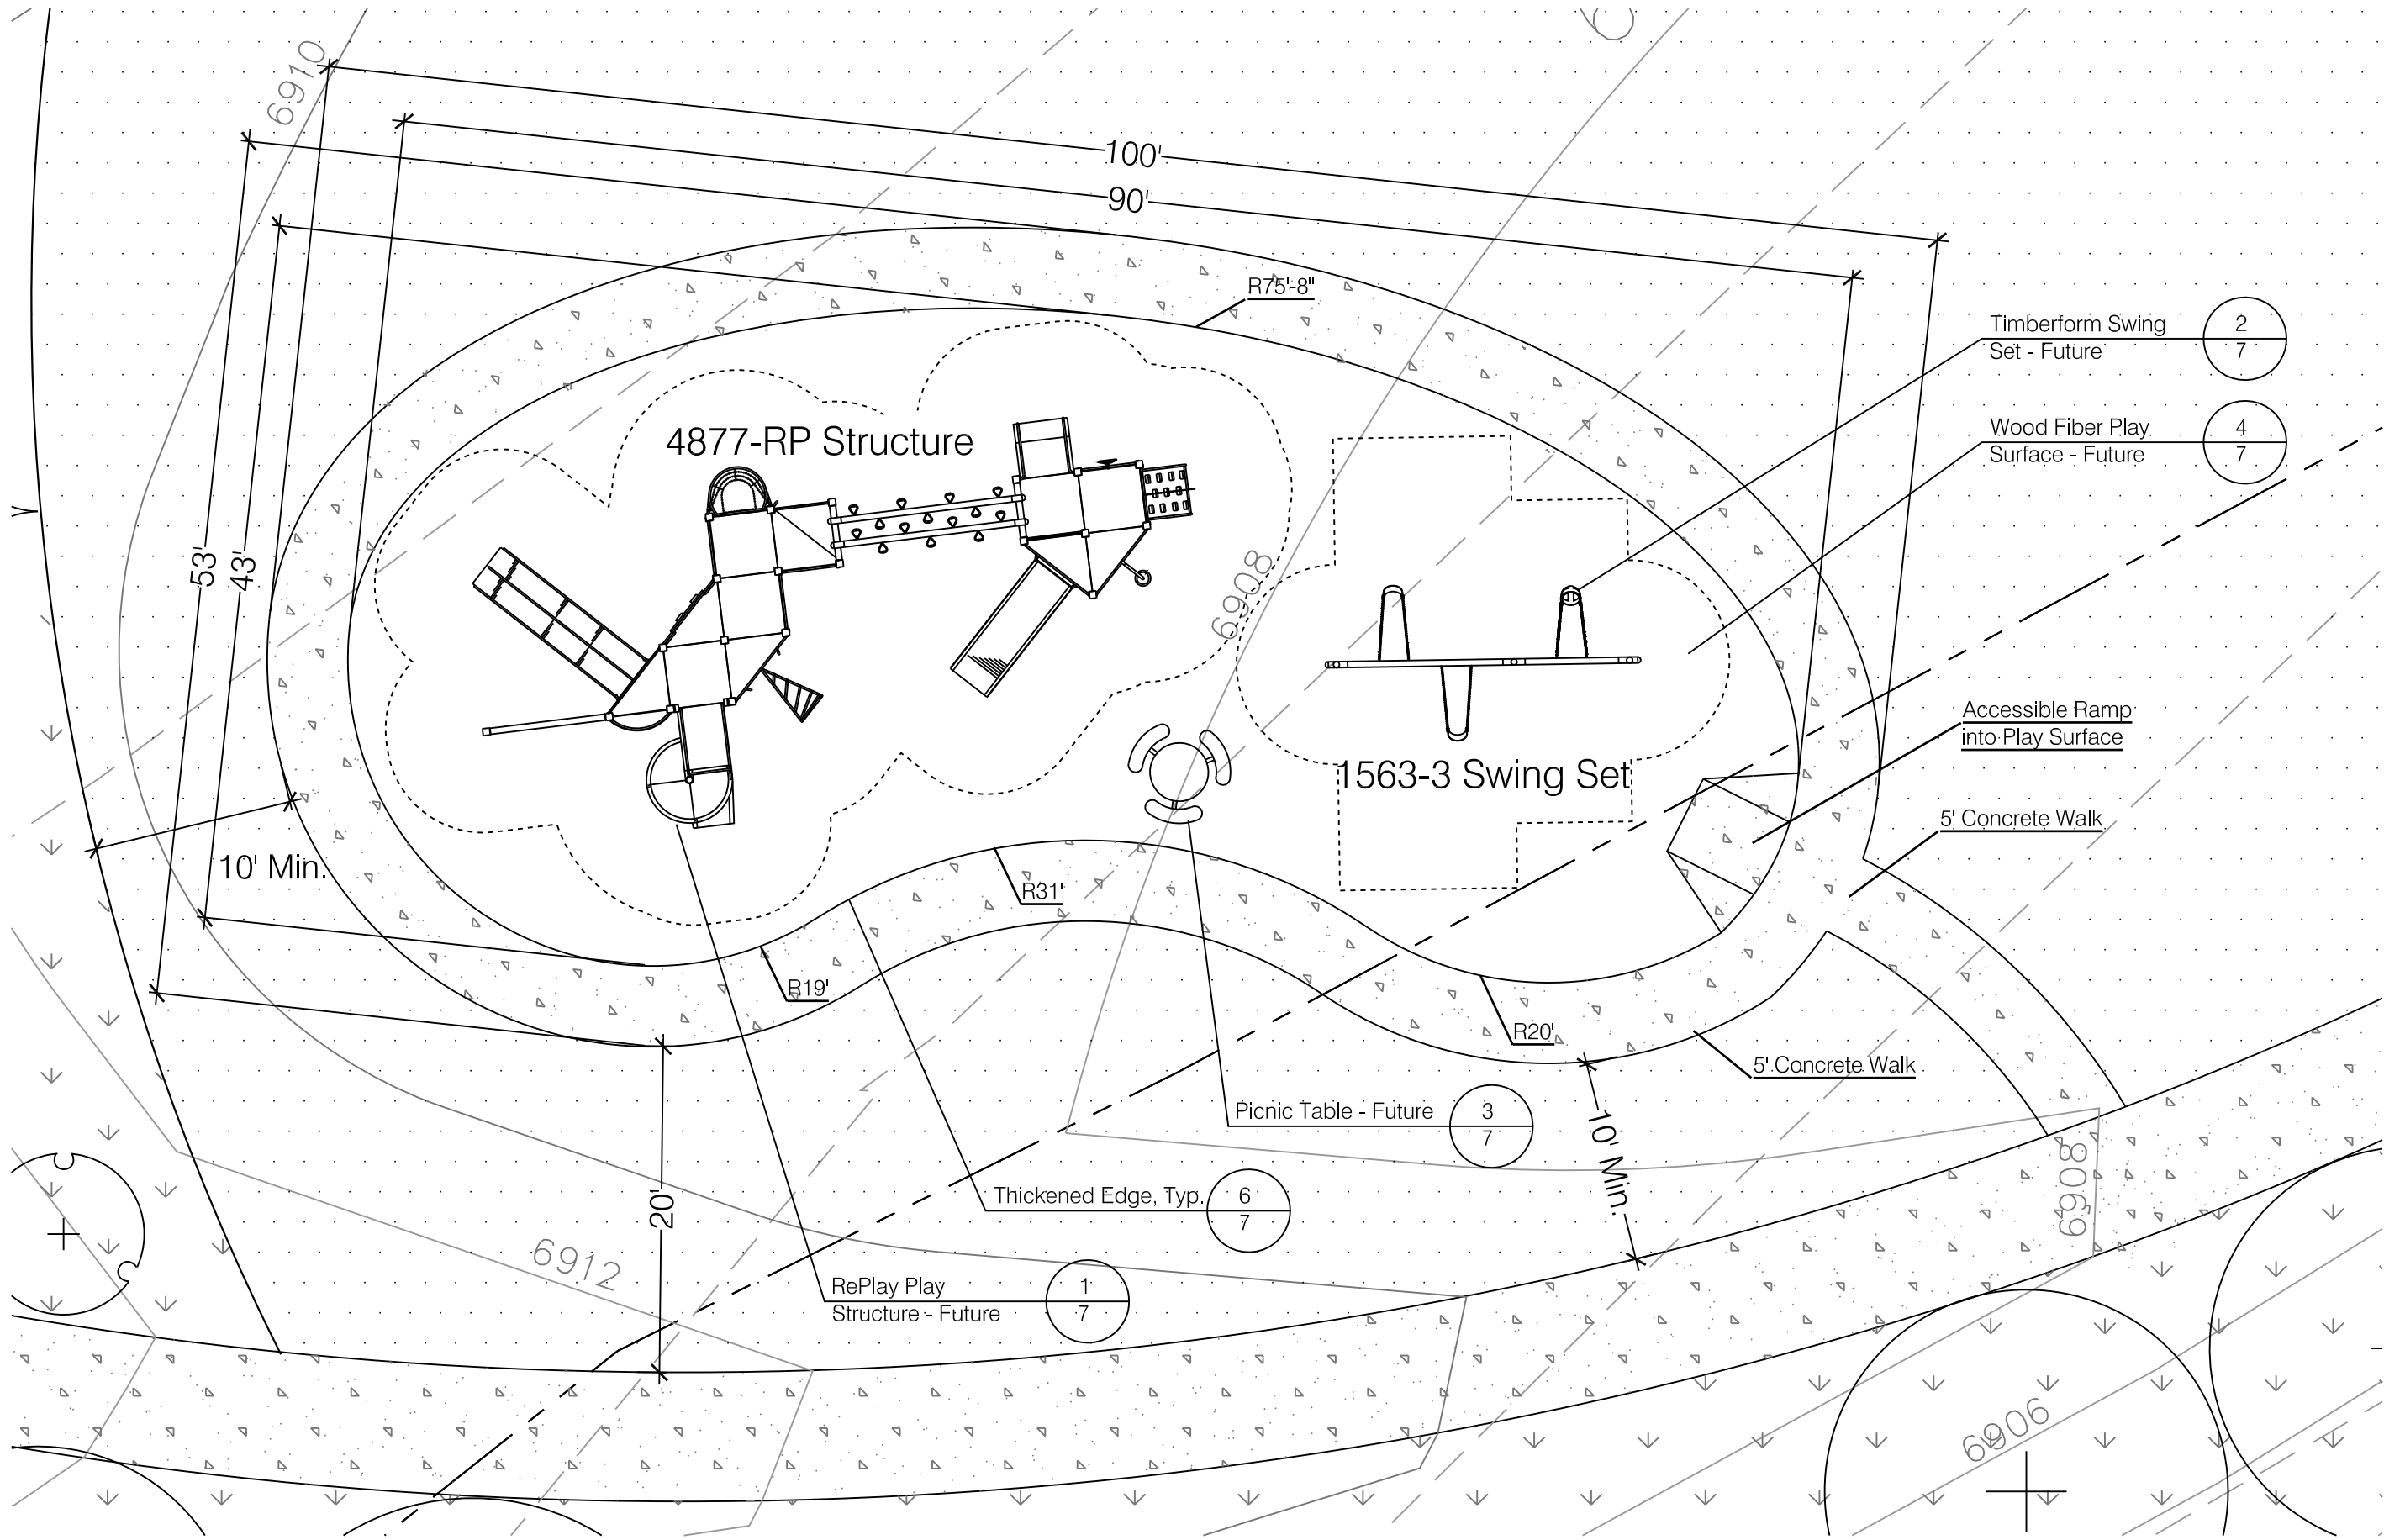 6910
100'
90'
R75'-8"
Timberform Swing
Set - Future
2
7
4877-RP Structure
Wood Fiber Play
Surface - Future
4
7
53'
43'
6908
Accessible Ramp
into Play Surface
1563-3 Swing Set
5' Concrete Walk
10' Min.
R31'
R19'
R20'
5' Concrete Walk
Picnic Table - Future
3
7
10' Min.
6908
Thickened Edge, Typ.
6
7
20'
6912
RePlay Play
Structure - Future
1
7
6906